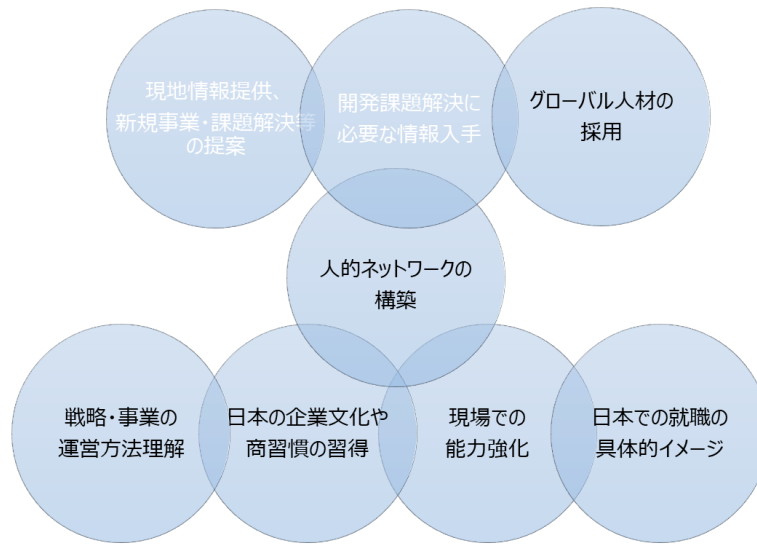 現地情報提供、
新規事業・課題解決等
の提案
開発課題解決に
必要な情報入手
グローバル人材の
採用
人的ネットワークの
構築
戦略・事業の
運営方法理解
日本の企業文化や
商習慣の習得
現場での
能力強化
日本での就職の
具体的イメージ